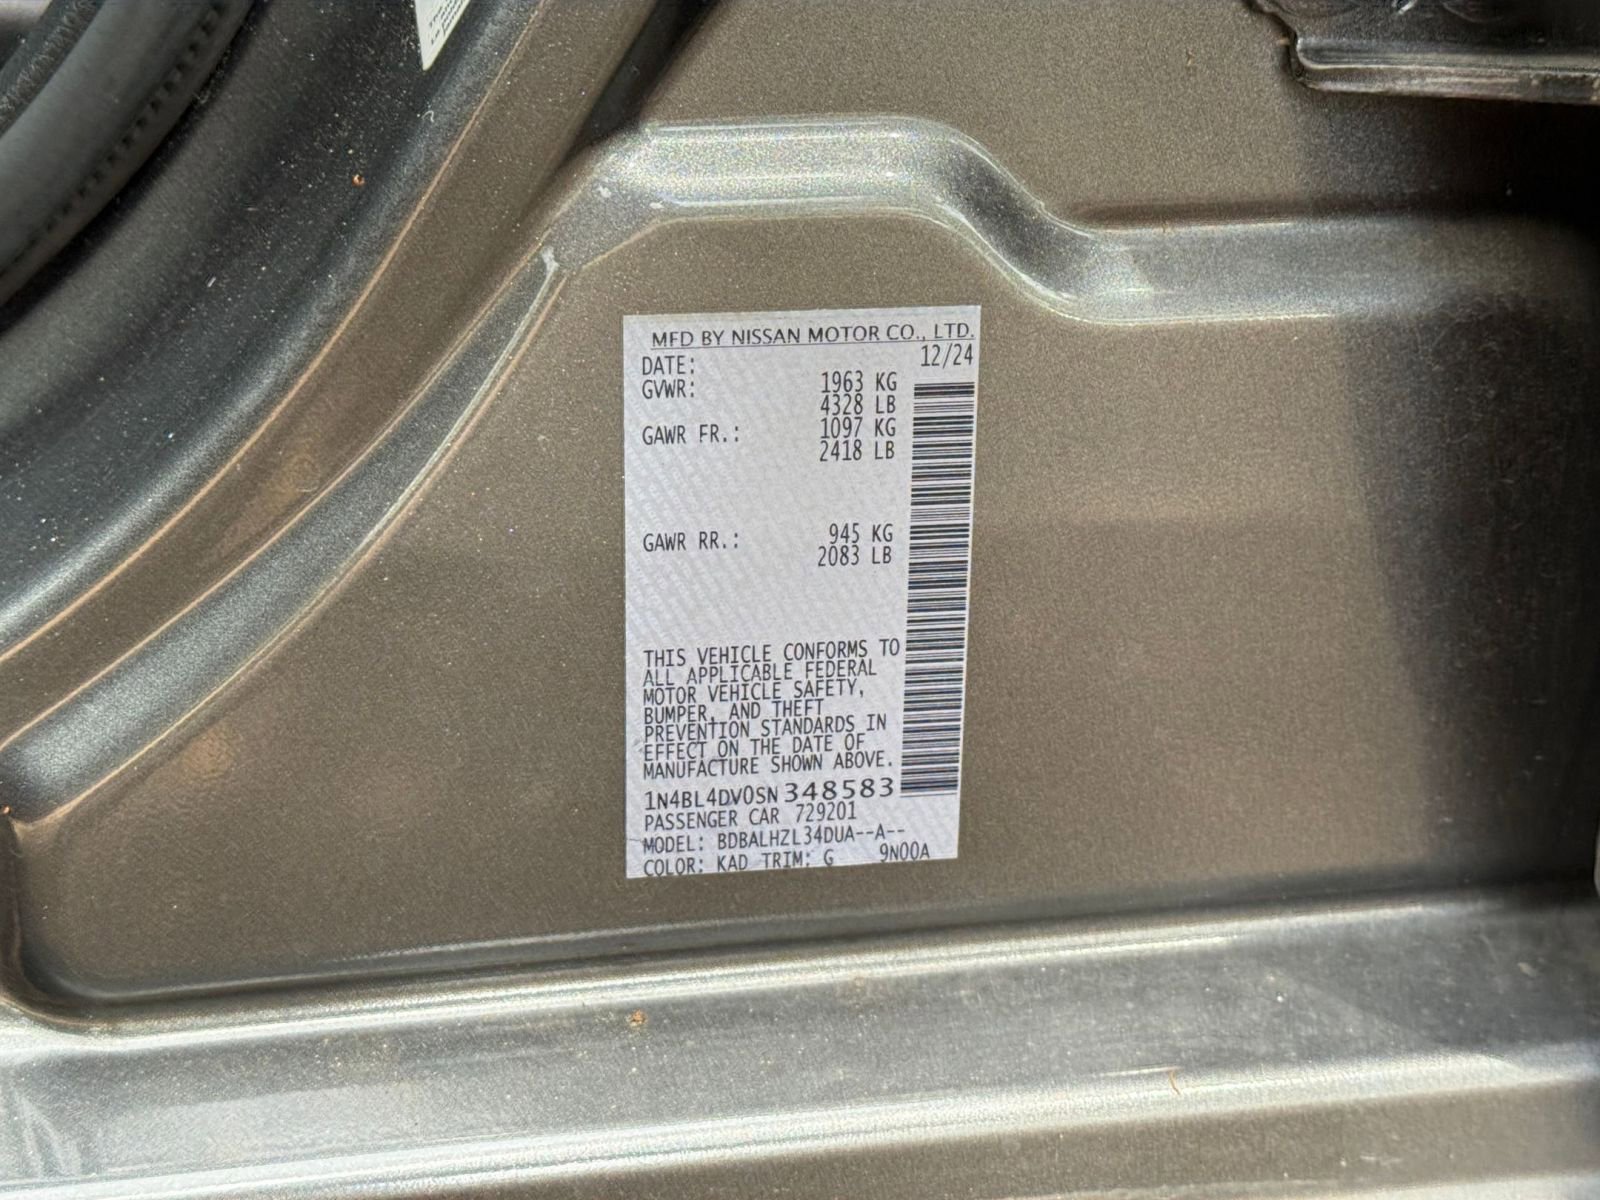 MFD BY NISSAN MOTOR CO., LTD.
DATE: 12/24
GVWR: 1963 KG
4328 LB
GAWR FR.: 1097 KG
2418 LB
GAWR RR.: 945 KG
2083 LB
THIS VEHICLE CONFORMS TO
ALL APPLICABLE FEDERAL
MOTOR VEHICLE SAFETY,
BUMPER, AND THEFT
PREVENTION STANDARDS IN
EFFECT ON THE DATE OF
MANUFACTURE SHOWN ABOVE.
1N4BL4DV0SN348583
PASSENGER CAR 729201
MODEL: BDBALHZL34DUA--A--
COLOR: KAD TRIM: G 9N00A